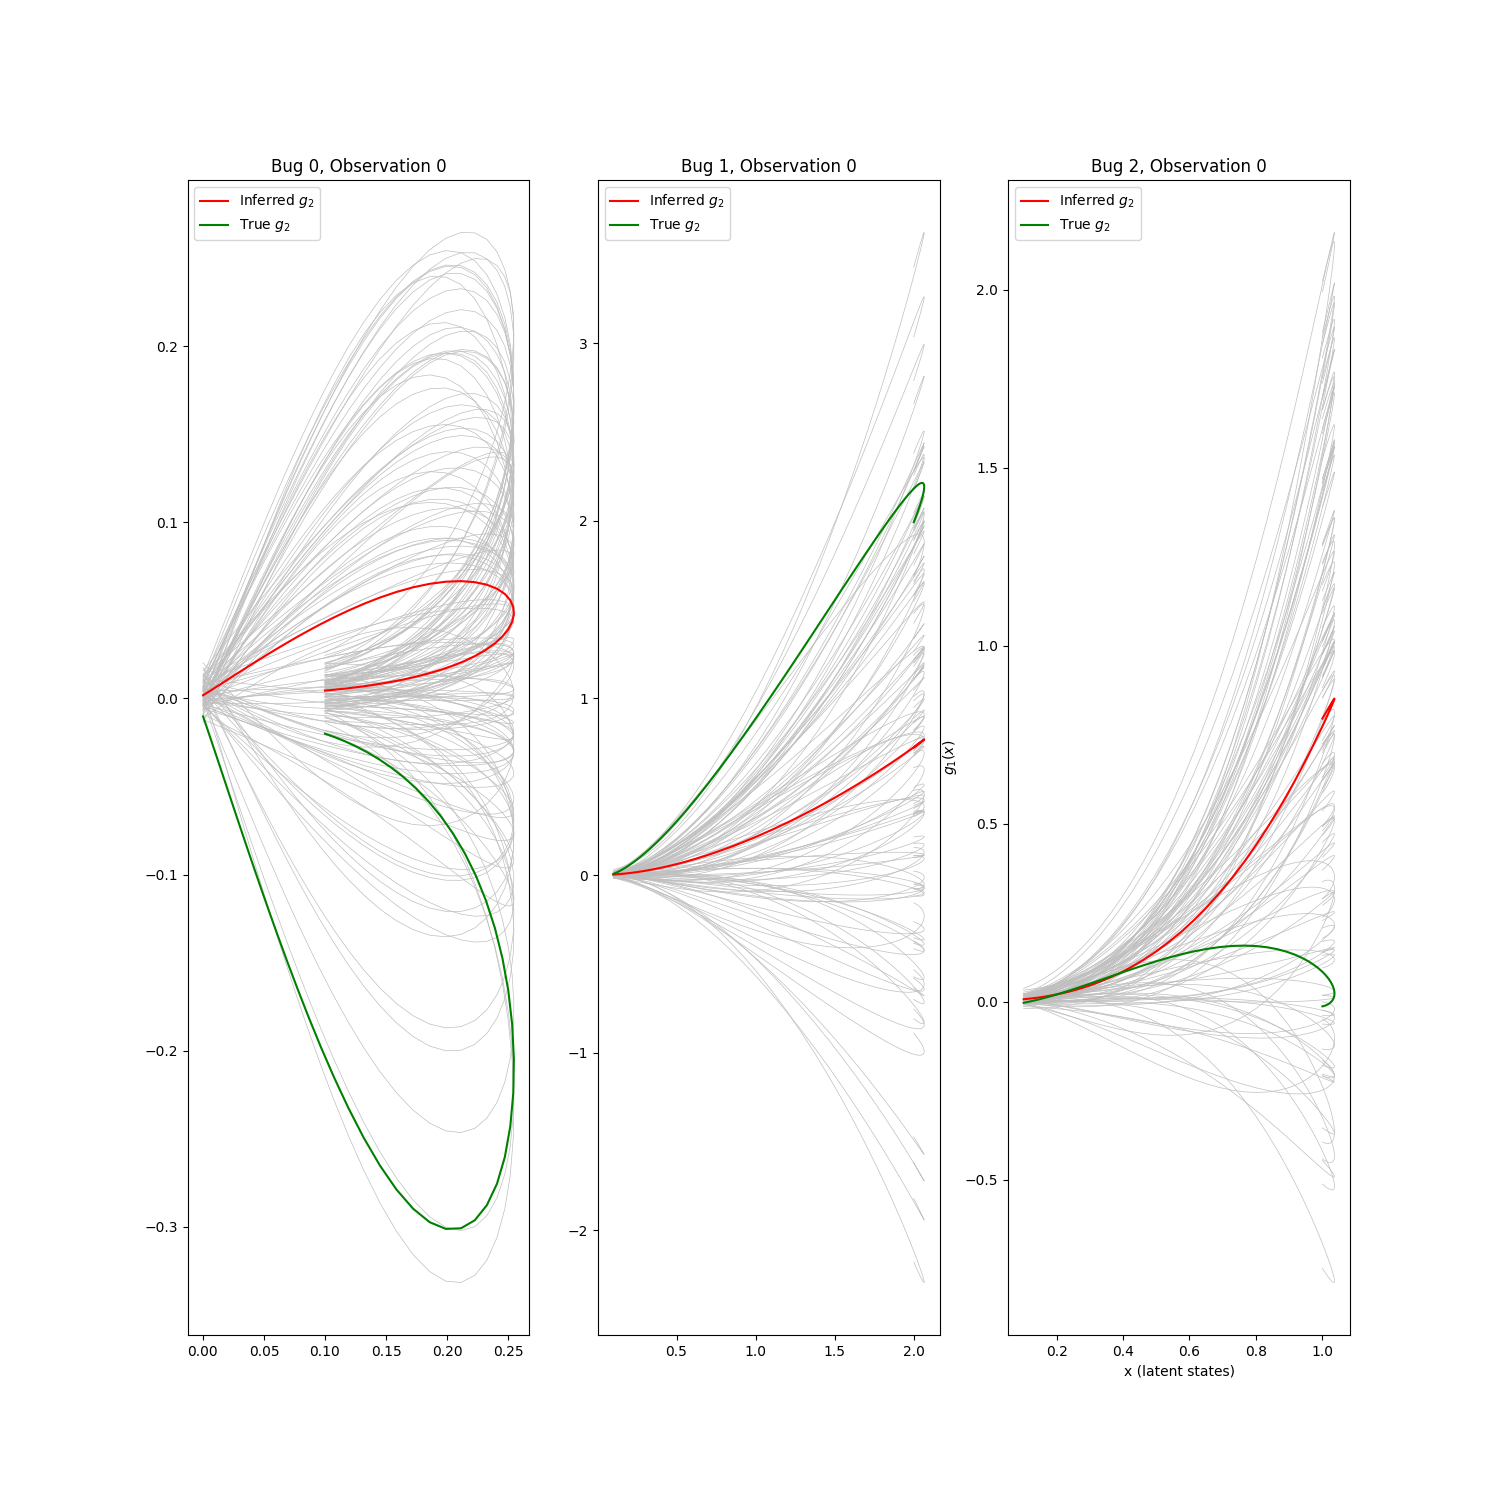 Bug 0, Observation 0
Inferred g₂
True g₂
0.2
0.1
0.0
−0.1
−0.2
−0.3
0.00 0.05 0.10 0.15 0.20 0.25
Bug 1, Observation 0
Inferred g₂
True g₂
3
2
1
0
−1
−2
0.5 1.0 1.5 2.0
Bug 2, Observation 0
Inferred g₂
True g₂
g₁(x)
2.0
1.5
1.0
0.5
0.0
−0.5
0.2 0.4 0.6 0.8 1.0
x (latent states)